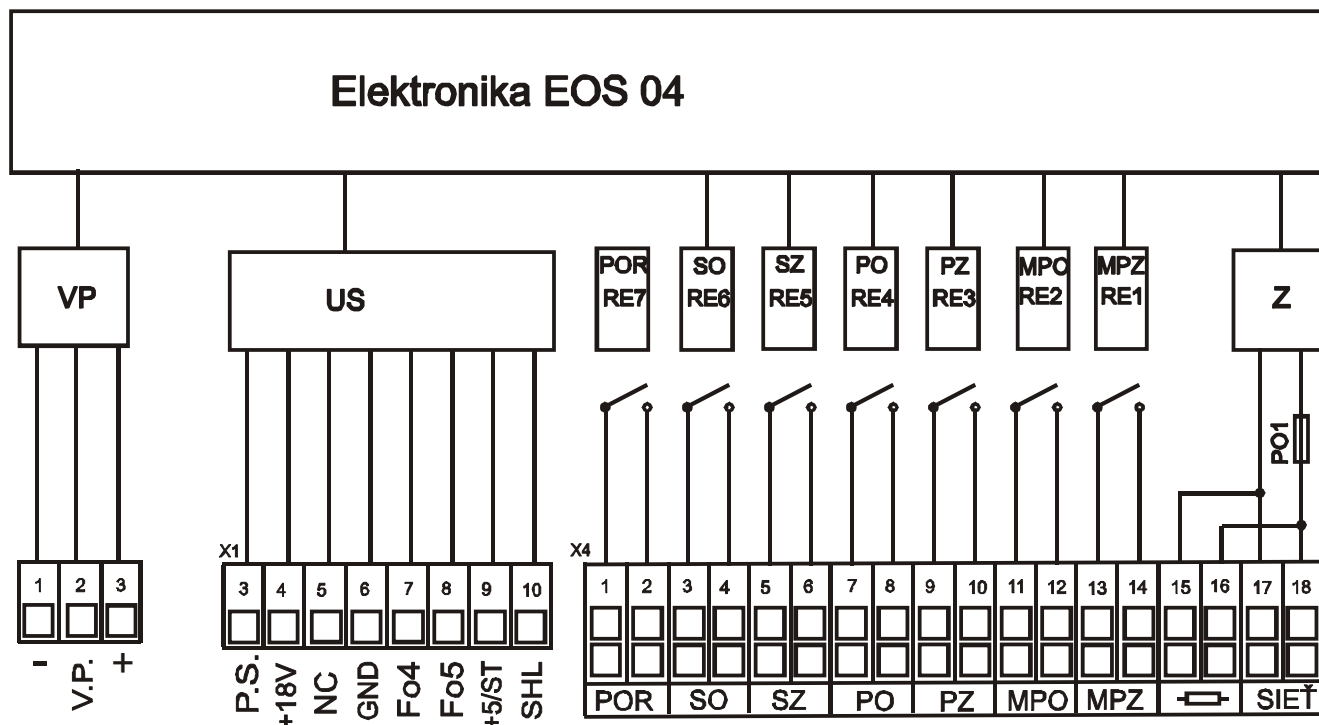 Elektronika EOS 04
VP
US
POR SO SZ PO PZ MPO MPZ
RE7 RE6 RE5 RE4 RE3 RE2 RE1
Z
PO1
X1
X4
1 2 3
3 4 5 6 7 8 9 10
1 2 3 4 5 6 7 8 9 10 11 12 13 14 15 16 17 18
- V.P. +
P.S. +18V NC GND Fo4 Fo5 +5/ST SHL
POR SO SZ PO PZ MPO MPZ SIEŤ